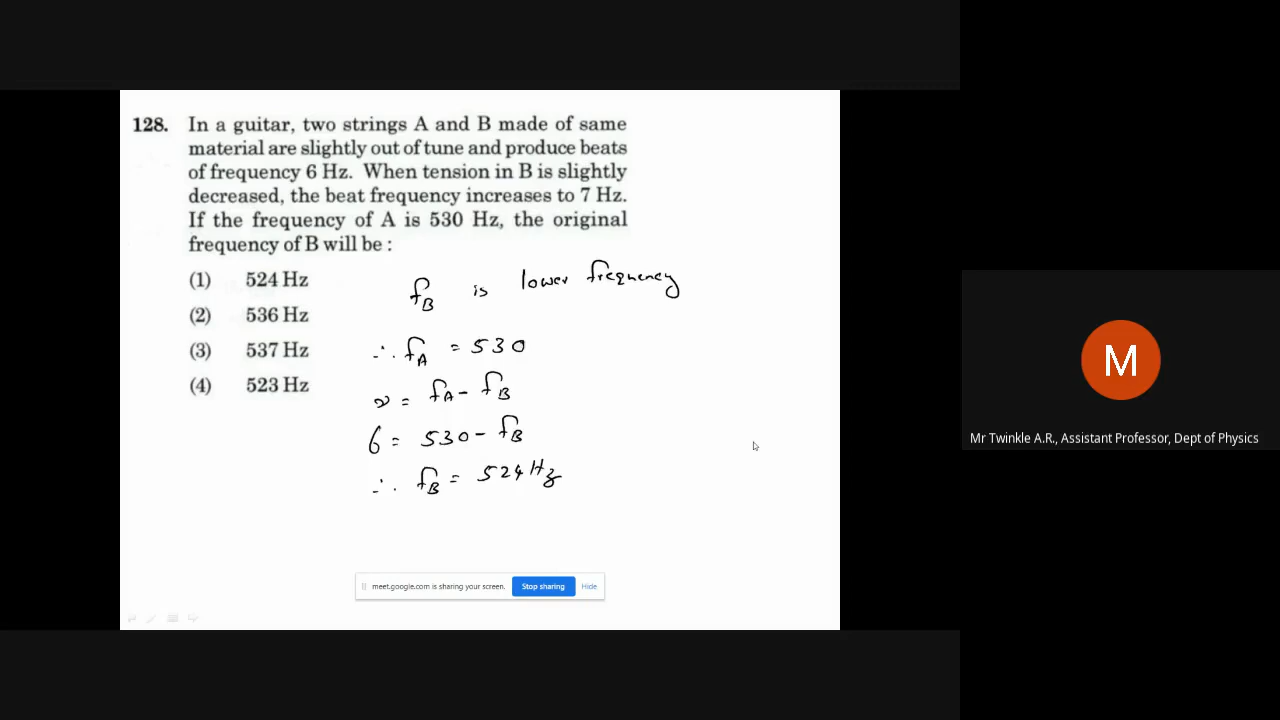 128. In a guitar, two strings A and B made of same
material are slightly out of tune and produce beats
of frequency 6 Hz. When tension in B is slightly
decreased, the beat frequency increases to 7 Hz.
If the frequency of A is 530 Hz, the original
frequency of B will be :
(1) 524 Hz
(2) 536 Hz
(3) 537 Hz
(4) 523 Hz
f_B is lower frequency
∴ f_A = 530
ν = f_A - f_B
6 = 530 - f_B
∴ f_B = 524 Hz
meet.google.com is sharing your screen. Stop sharing Hide
M
Mr Twinkle A.R., Assistant Professor, Dept of Physics